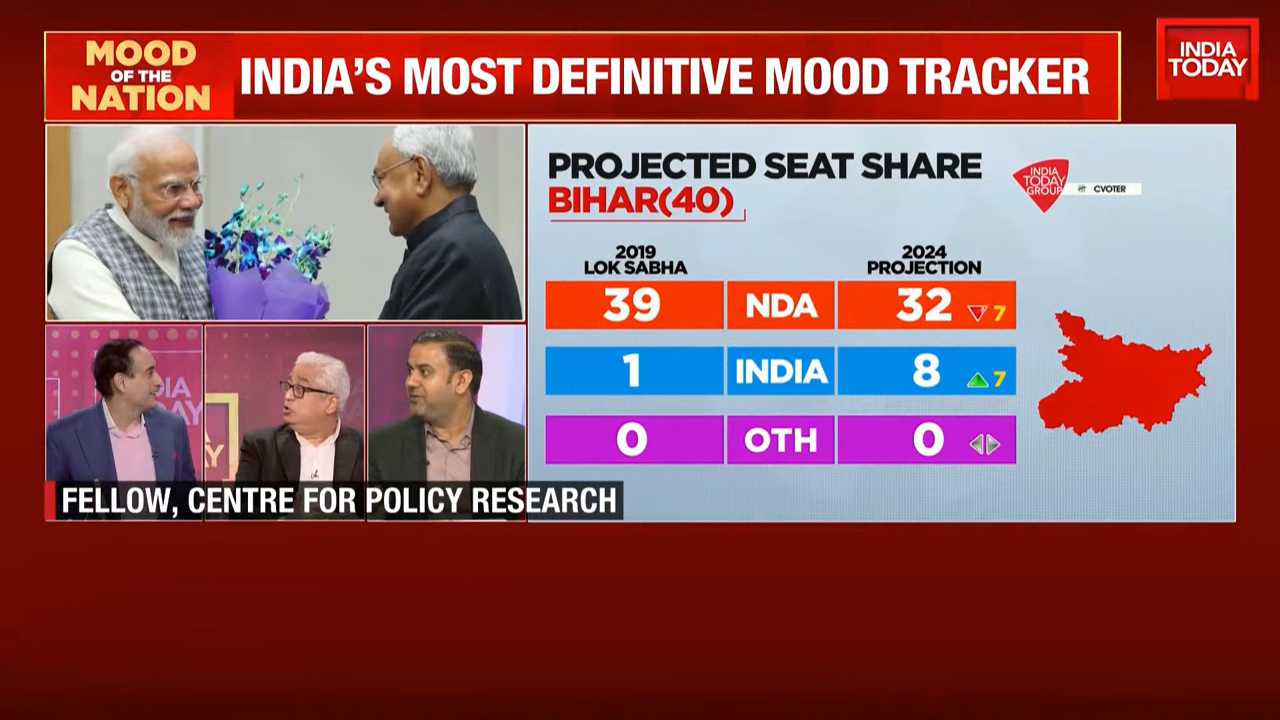 MOOD
OF THE
NATION
INDIA'S MOST DEFINITIVE MOOD TRACKER
INDIA
TODAY
PROJECTED SEAT SHARE
BIHAR(40)
INDIA
TODAY
GROUP
CVOTER
2019
LOK SABHA
2024
PROJECTION
39 NDA 32 7
1 INDIA 8 7
0 OTH 0
FELLOW, CENTRE FOR POLICY RESEARCH